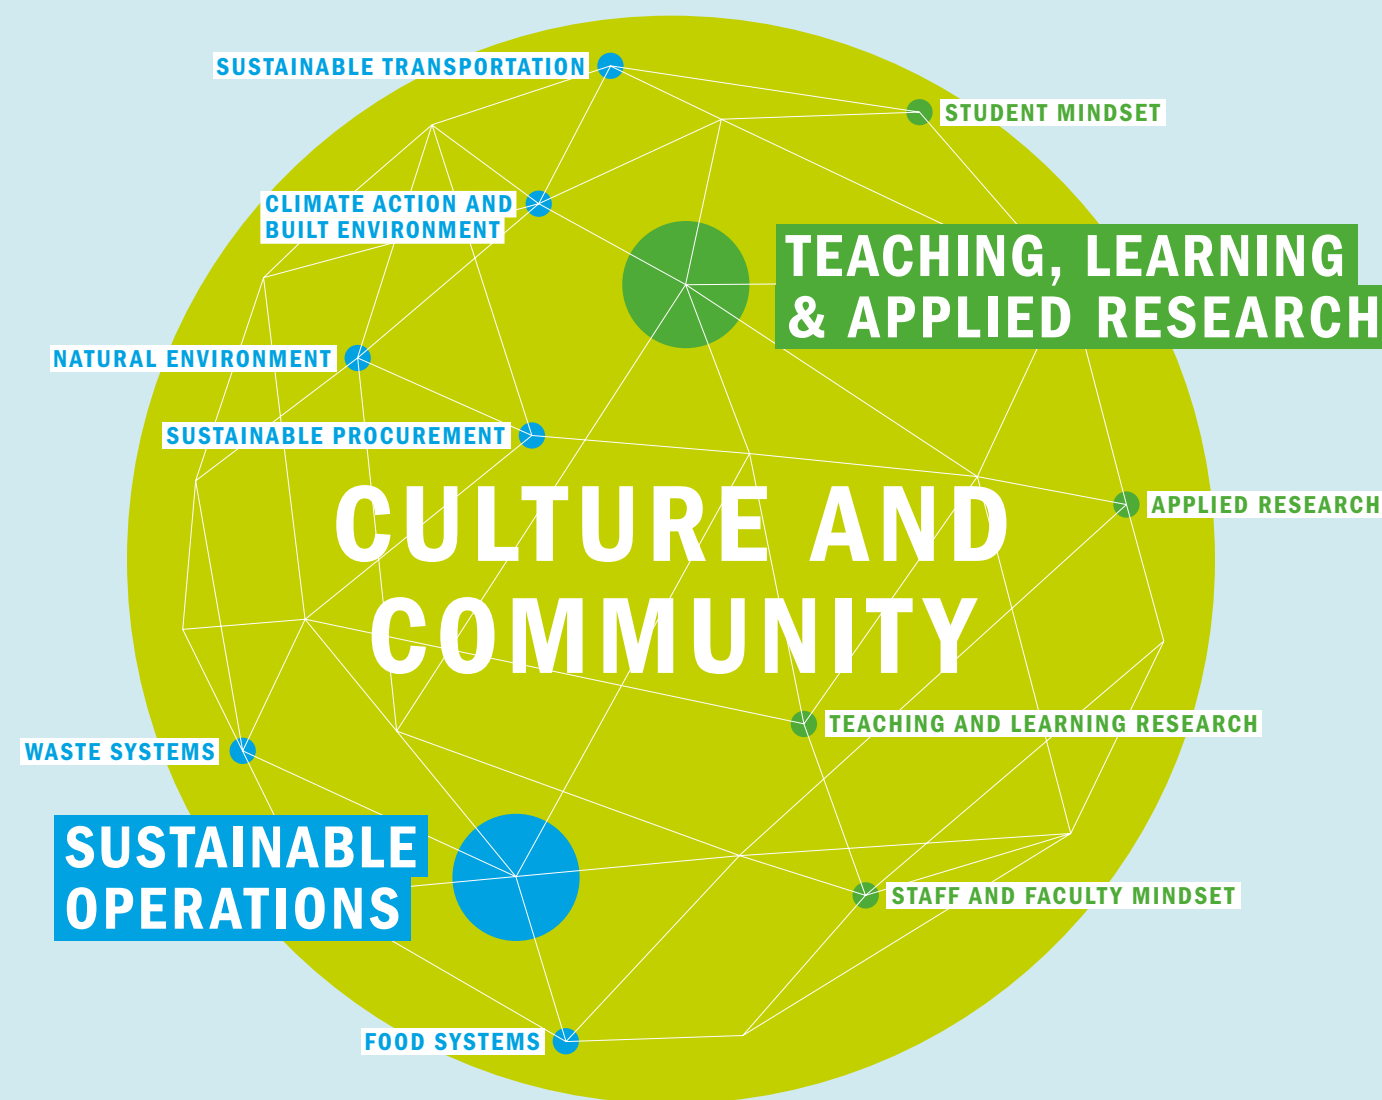 SUSTAINABLE TRANSPORTATION
STUDENT MINDSET
CLIMATE ACTION AND
BUILT ENVIRONMENT
TEACHING, LEARNING
& APPLIED RESEARCH
NATURAL ENVIRONMENT
SUSTAINABLE PROCUREMENT
CULTURE AND
COMMUNITY
APPLIED RESEARCH
TEACHING AND LEARNING RESEARCH
WASTE SYSTEMS
SUSTAINABLE
OPERATIONS
STAFF AND FACULTY MINDSET
FOOD SYSTEMS